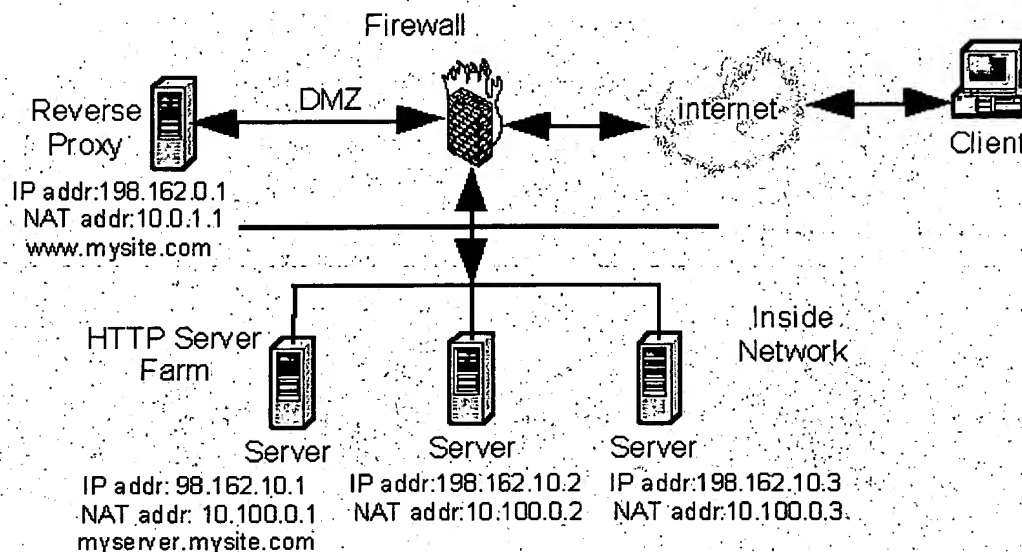 Firewall
Reverse
Proxy
DMZ
internet
Client
IP addr:198.162.0.1
NAT addr:10.0.1.1
www.mysite.com
HTTP Server
Farm
Inside
Network
Server
Server
Server
IP addr: 98.162.10.1
NAT addr: 10.100.0.1
myserver.mysite.com
IP addr:198.162.10.2
NAT addr:10.100.0.2
IP addr:198.162.10.3
NAT addr:10.100.0.3